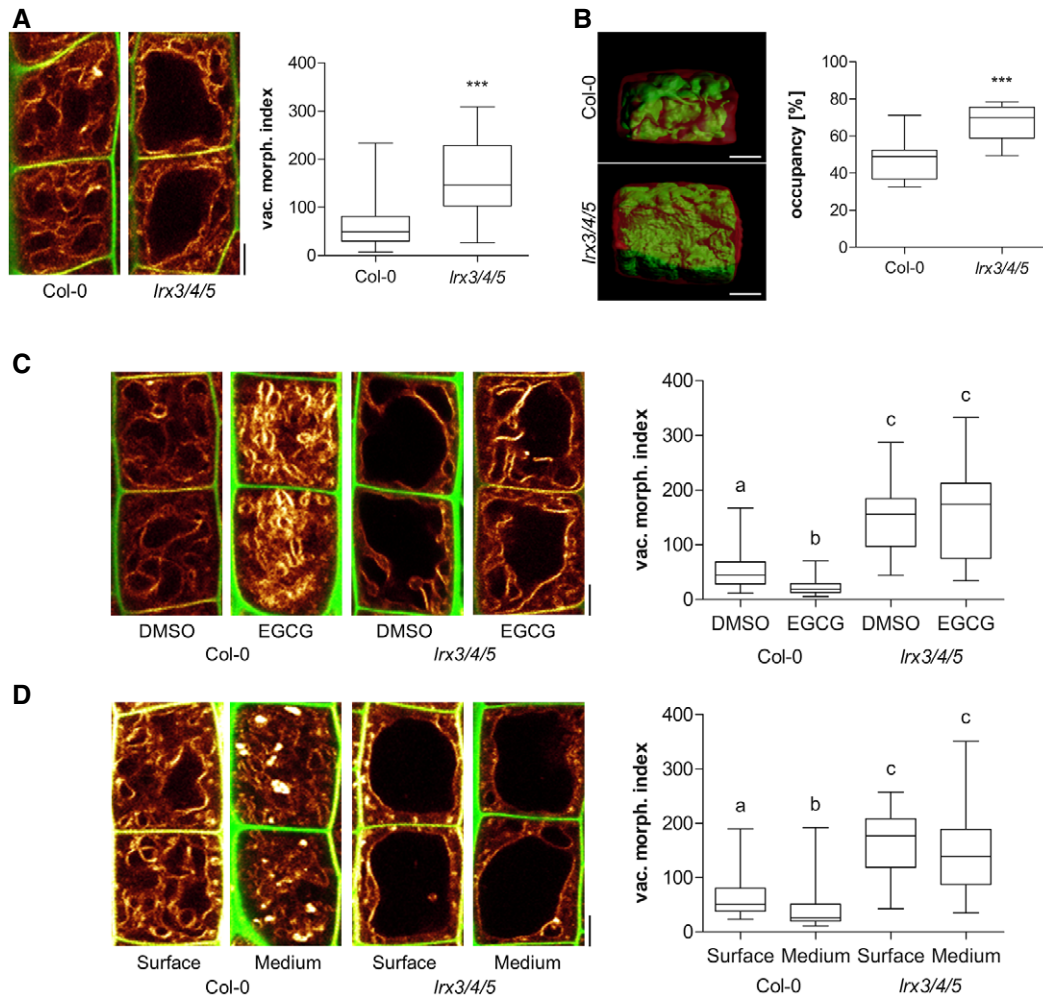 A
Col-0
lrx3/4/5
vac. morph. index
400
300
200
100
0
***
Col-0
lrx3/4/5
B
Col-0
lrx3/4/5
occupancy [%]
100
80
60
40
20
0
***
Col-0
lrx3/4/5
C
DMSO EGCG DMSO EGCG
Col-0 lrx3/4/5
vac. morph. index
400
300
200
100
0
a b c c
DMSO EGCG DMSO EGCG
Col-0 lrx3/4/5
D
Surface Medium Surface Medium
Col-0 lrx3/4/5
vac. morph. index
400
300
200
100
0
a b c c
Surface Medium Surface Medium
Col-0 lrx3/4/5